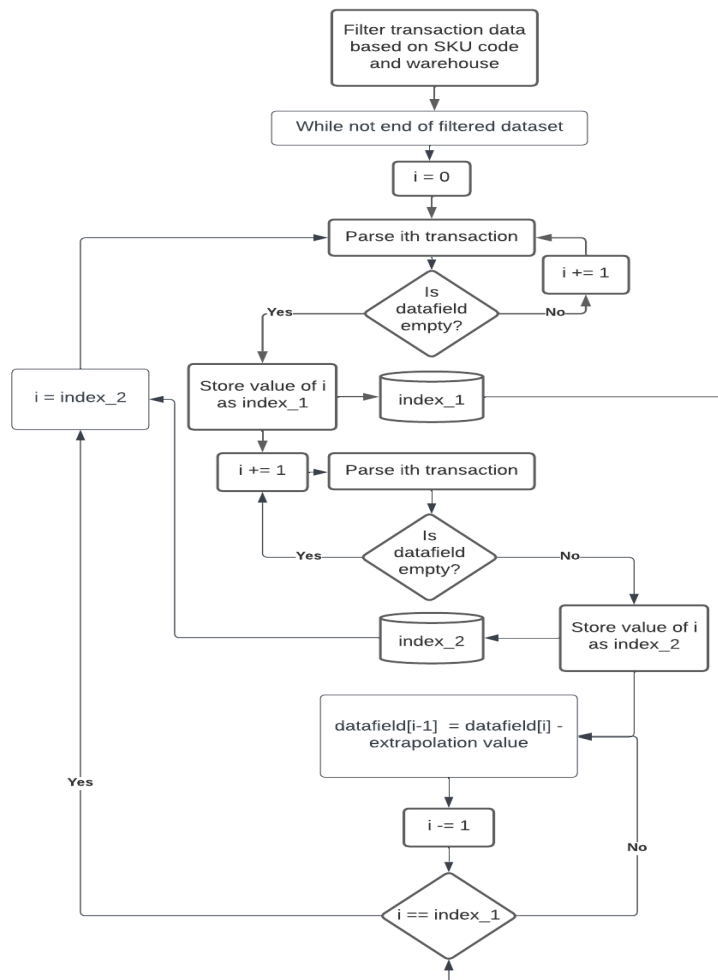 Filter transaction data
based on SKU code
and warehouse
While not end of filtered dataset
i = 0
Parse ith transaction
i += 1
Is
datafield
empty?
Yes
No
Store value of i
as index_1
index_1
i = index_2
i += 1
Parse ith transaction
Is
datafield
empty?
Yes
No
Store value of i
as index_2
index_2
datafield[i-1]  = datafield[i] -
extrapolation value
Yes
i -= 1
No
i == index_1